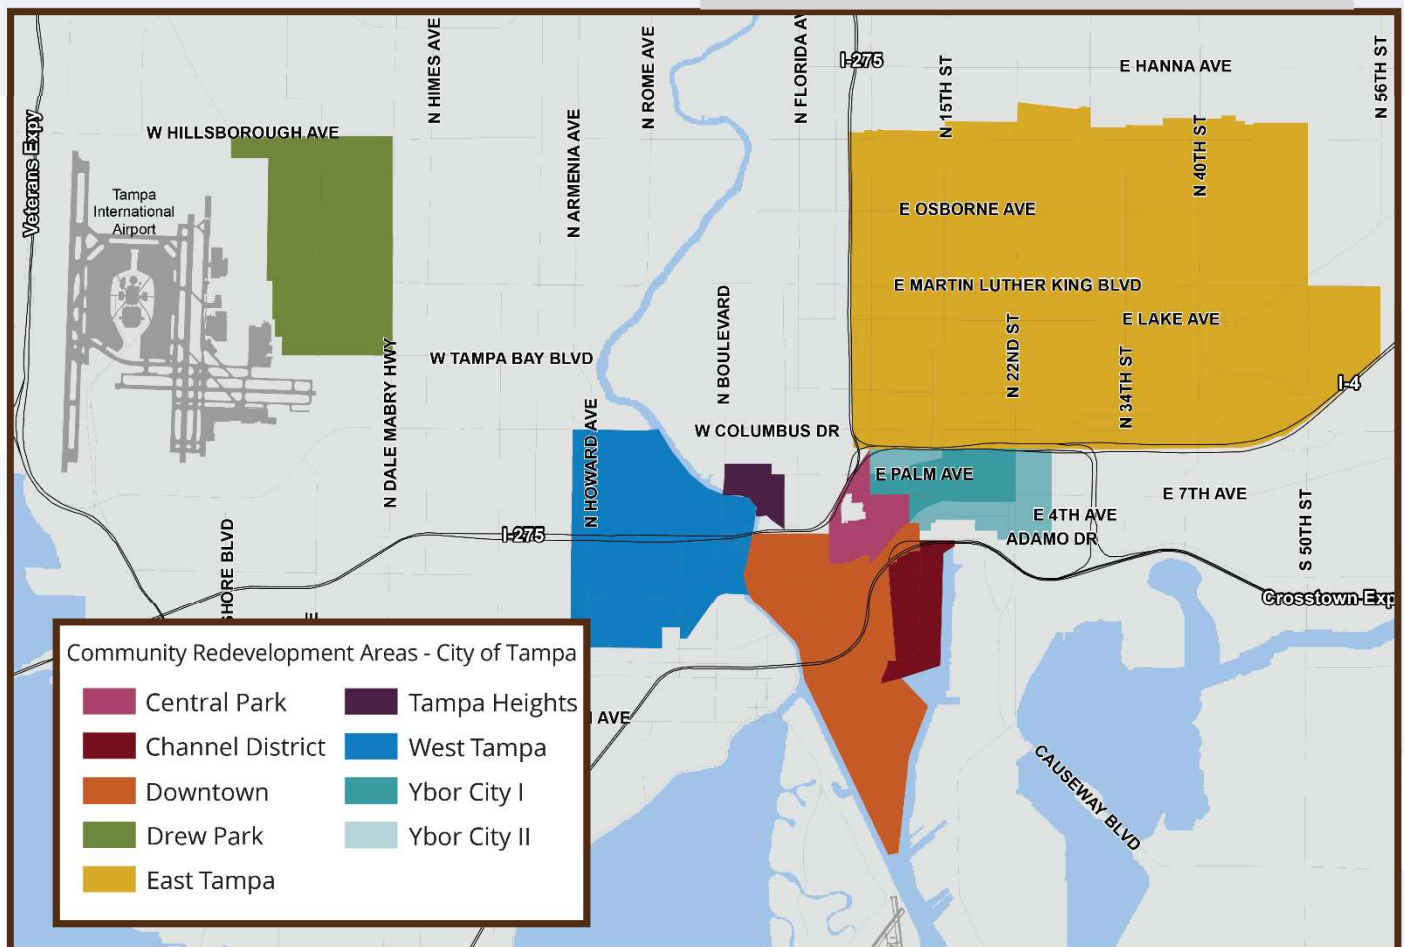 N HIMES AVE
N ROME AVE
N FLORIDA AV
I-275
N 15TH ST
E HANNA AVE
N 56TH ST
Veterans Expy
W HILLSBOROUGH AVE
N ARMENIA AVE
N 40TH ST
Tampa
International
Airport
E OSBORNE AVE
E MARTIN LUTHER KING BLVD
E LAKE AVE
N BOULEVARD
N 22ND ST
N 34TH ST
W TAMPA BAY BLVD
N DALE MABRY HWY
I-4
N HOWARD AVE
W COLUMBUS DR
E PALM AVE
E 7TH AVE
E 4TH AVE
S 50TH ST
I-275
ADAMO DR
SHORE BLVD
Crosstown Exp
Community Redevelopment Areas - City of Tampa
Central Park
Channel District
Downtown
Drew Park
East Tampa
Tampa Heights
West Tampa
Ybor City I
Ybor City II
AVE
CAUSEWAY BLVD